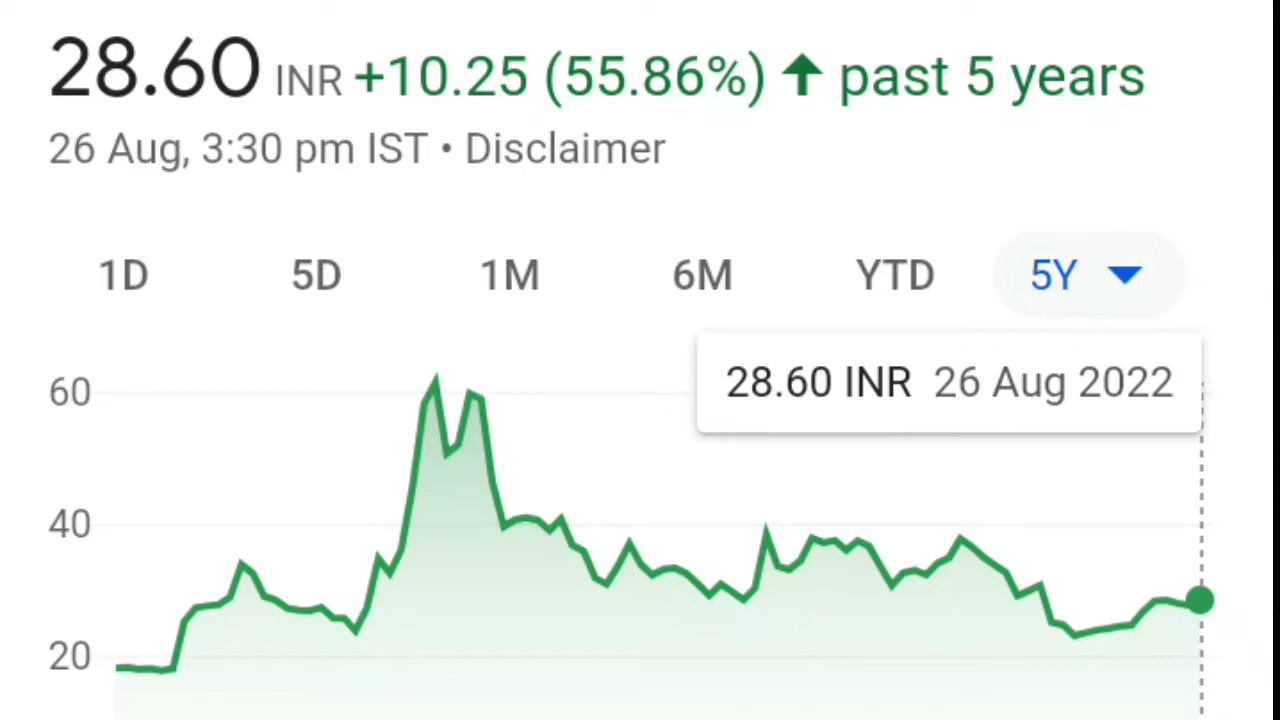 28.60 INR +10.25 (55.86%) ↑ past 5 years
26 Aug, 3:30 pm IST • Disclaimer
1D 5D 1M 6M YTD 5Y
28.60 INR 26 Aug 2022
60
40
20